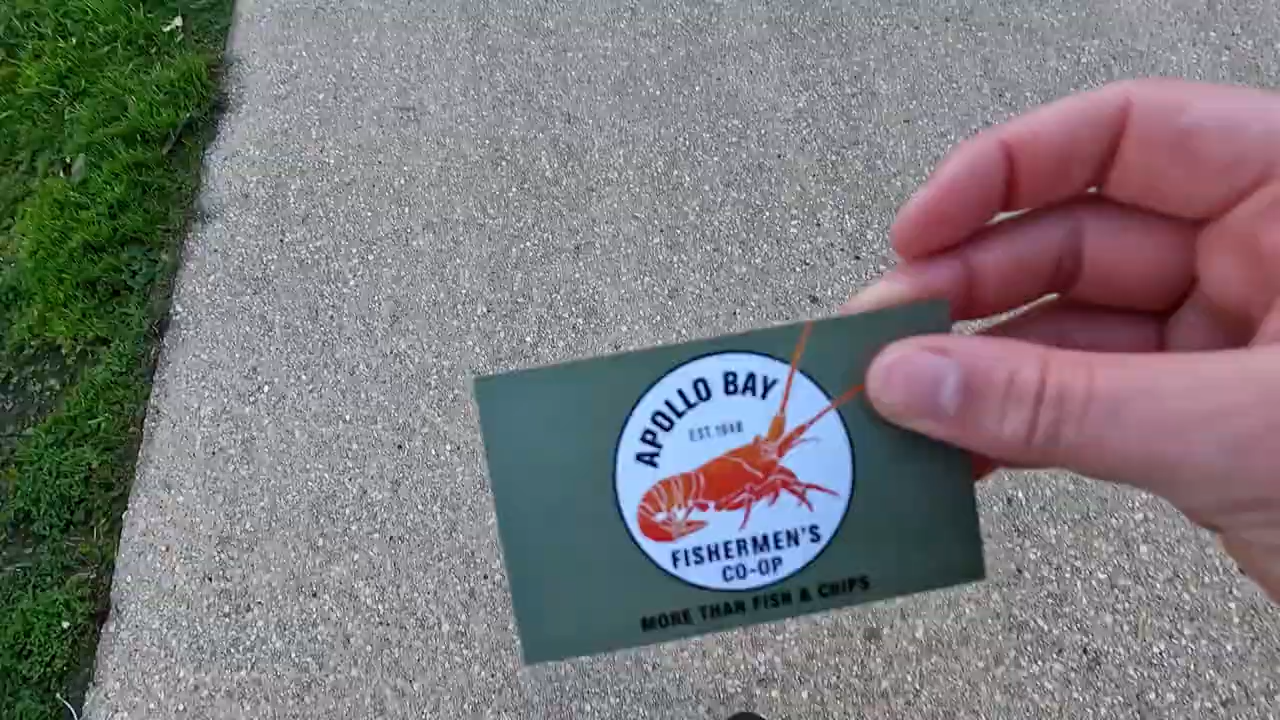 APOLLO BAY
EST. 1948
FISHERMEN'S
CO-OP
MORE THAN FISH & CHIPS